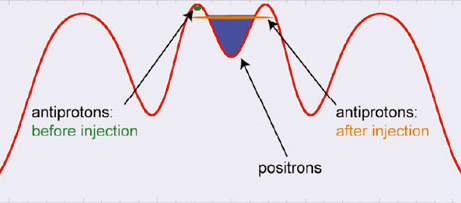 antiprotons:
before injection
antiprotons:
after injection
positrons